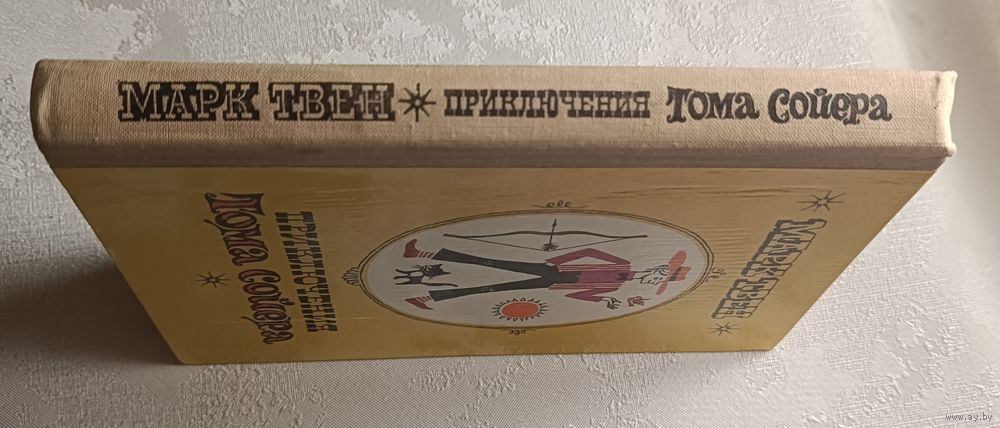 МАРК ТВЕН * ПРИКЛЮЧЕНИЯ ТОМА СОЙЕРА
МАРК ТВЕН
ПРИКЛЮЧЕНИЯ
ТОМА СОЙЕРА
www.ay.by